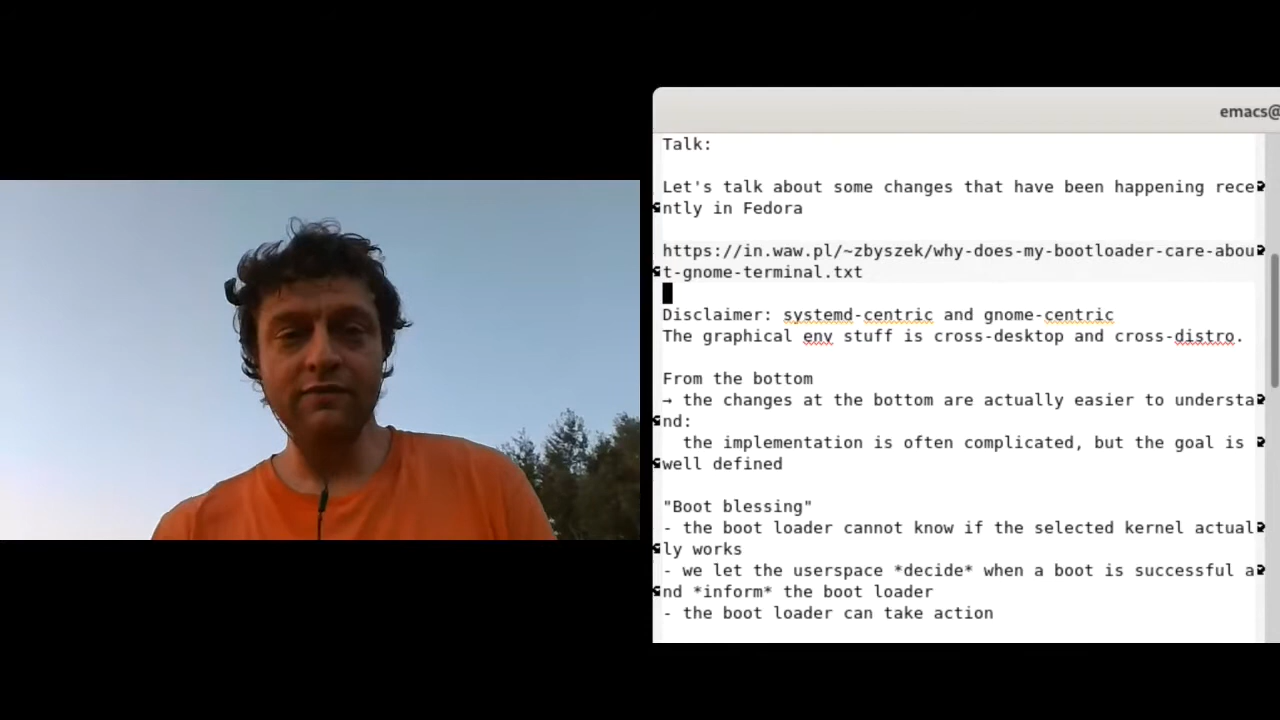 emacs@
Talk:
Let's talk about some changes that have been happening rece
ntly in Fedora
https://in.waw.pl/~zbyszek/why-does-my-bootloader-care-abou
t-gnome-terminal.txt
Disclaimer: systemd-centric and gnome-centric
The graphical env stuff is cross-desktop and cross-distro.
From the bottom
→ the changes at the bottom are actually easier to understa
nd:
the implementation is often complicated, but the goal is
well defined
"Boot blessing"
- the boot loader cannot know if the selected kernel actual
ly works
- we let the userspace *decide* when a boot is successful a
nd *inform* the boot loader
- the boot loader can take action